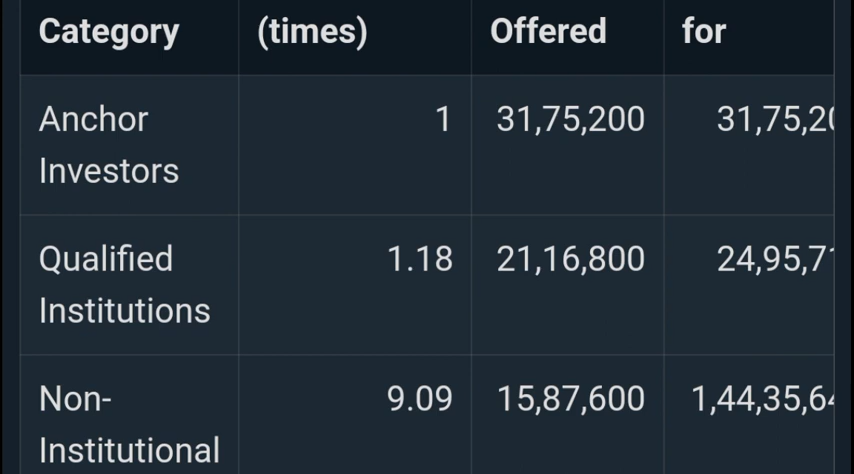 Category (times) Offered for
Anchor 1 31,75,200
Investors
Qualified 1.18 21,16,800
Institutions
Non- 9.09 15,87,600
Institutional